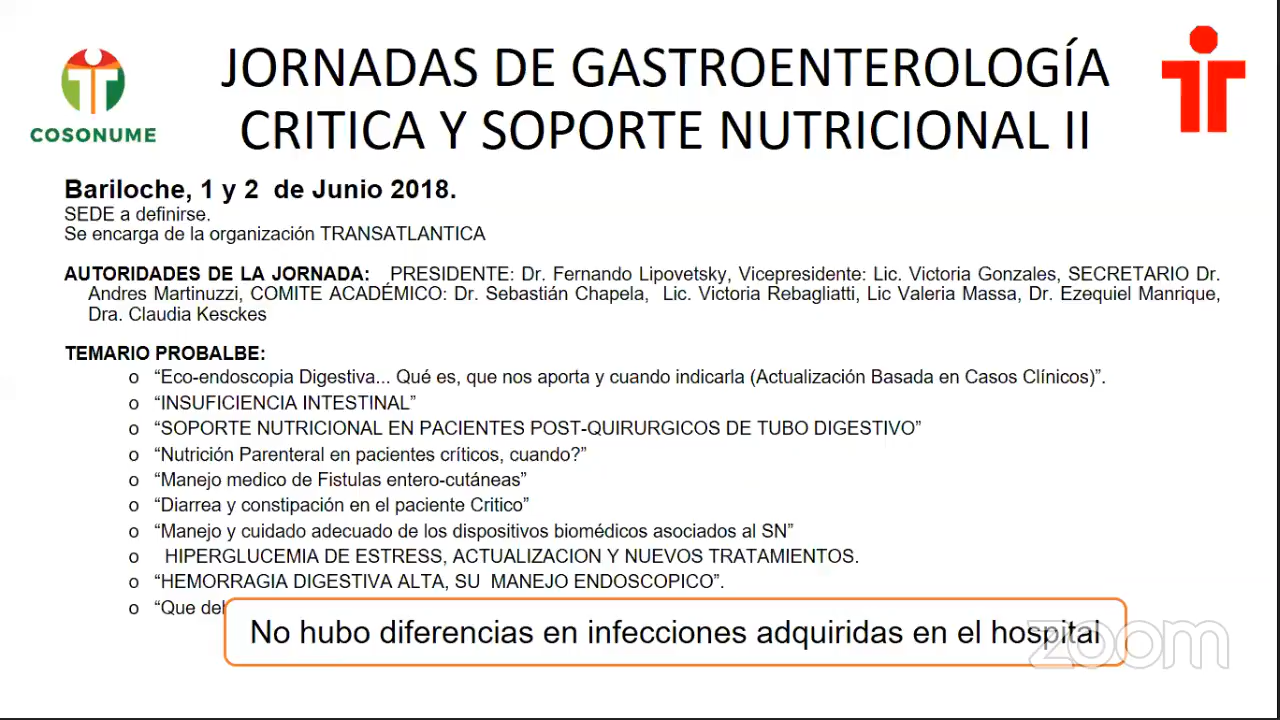 JORNADAS DE GASTROENTEROLOGÍA
CRITICA Y SOPORTE NUTRICIONAL II
COSONUME
Bariloche, 1 y 2 de Junio 2018.
SEDE a definirse.
Se encarga de la organización TRANSATLANTICA
AUTORIDADES DE LA JORNADA: PRESIDENTE: Dr. Fernando Lipovetsky, Vicepresidente: Lic. Victoria Gonzales, SECRETARIO Dr.
Andres Martinuzzi, COMITE ACADÉMICO: Dr. Sebastián Chapela, Lic. Victoria Rebagliatti, Lic Valeria Massa, Dr. Ezequiel Manrique,
Dra. Claudia Kesckes
TEMARIO PROBALBE:
o “Eco-endoscopia Digestiva... Qué es, que nos aporta y cuando indicarla (Actualización Basada en Casos Clínicos)”.
o “INSUFICIENCIA INTESTINAL”
o “SOPORTE NUTRICIONAL EN PACIENTES POST-QUIRURGICOS DE TUBO DIGESTIVO”
o “Nutrición Parenteral en pacientes críticos, cuando?”
o “Manejo medico de Fistulas entero-cutáneas”
o “Diarrea y constipación en el paciente Critico”
o “Manejo y cuidado adecuado de los dispositivos biomédicos asociados al SN”
o HIPERGLUCEMIA DE ESTRESS, ACTUALIZACION Y NUEVOS TRATAMIENTOS.
o “HEMORRAGIA DIGESTIVA ALTA, SU MANEJO ENDOSCOPICO”.
o “Que
No hubo diferencias en infecciones adquiridas en el hospital
zoom